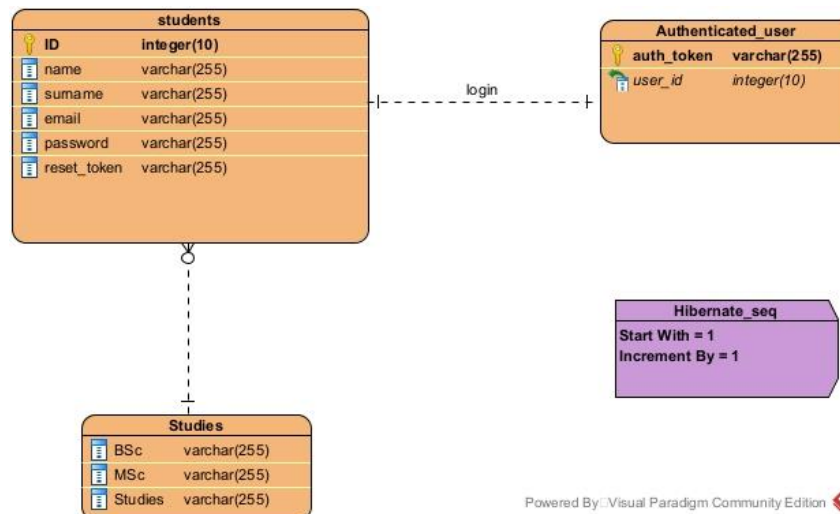 students
ID integer(10)
name varchar(255)
surname varchar(255)
email varchar(255)
password varchar(255)
reset_token varchar(255)
login
Authenticated_user
auth_token varchar(255)
user_id integer(10)
Hibernate_seq
Start With = 1
Increment By = 1
Studies
BSc varchar(255)
MSc varchar(255)
Studies varchar(255)
Powered By Visual Paradigm Community Edition